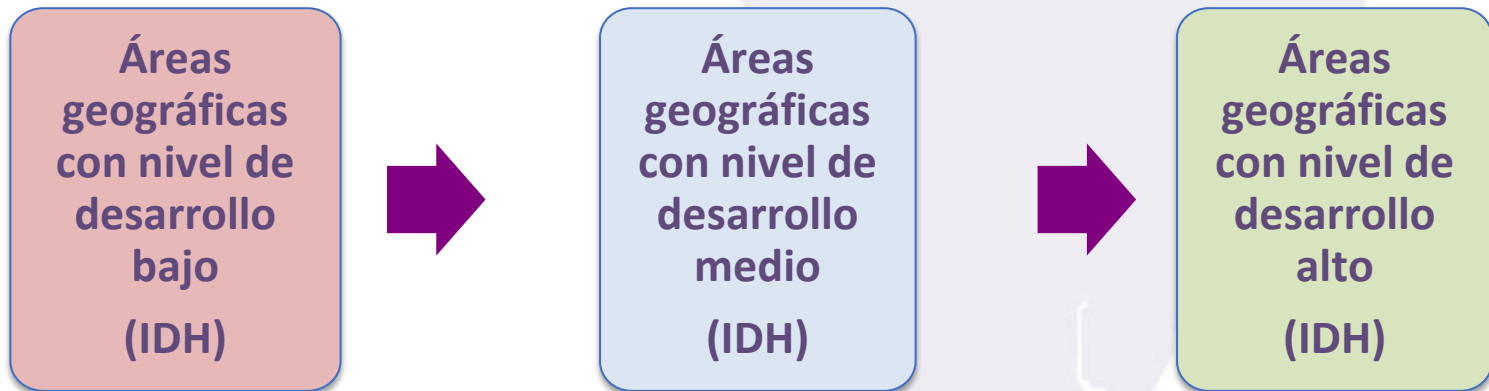 Áreas
geográficas
con nivel de
desarrollo
bajo
(IDH)
Áreas
geográficas
con nivel de
desarrollo
medio
(IDH)
Áreas
geográficas
con nivel de
desarrollo
alto
(IDH)